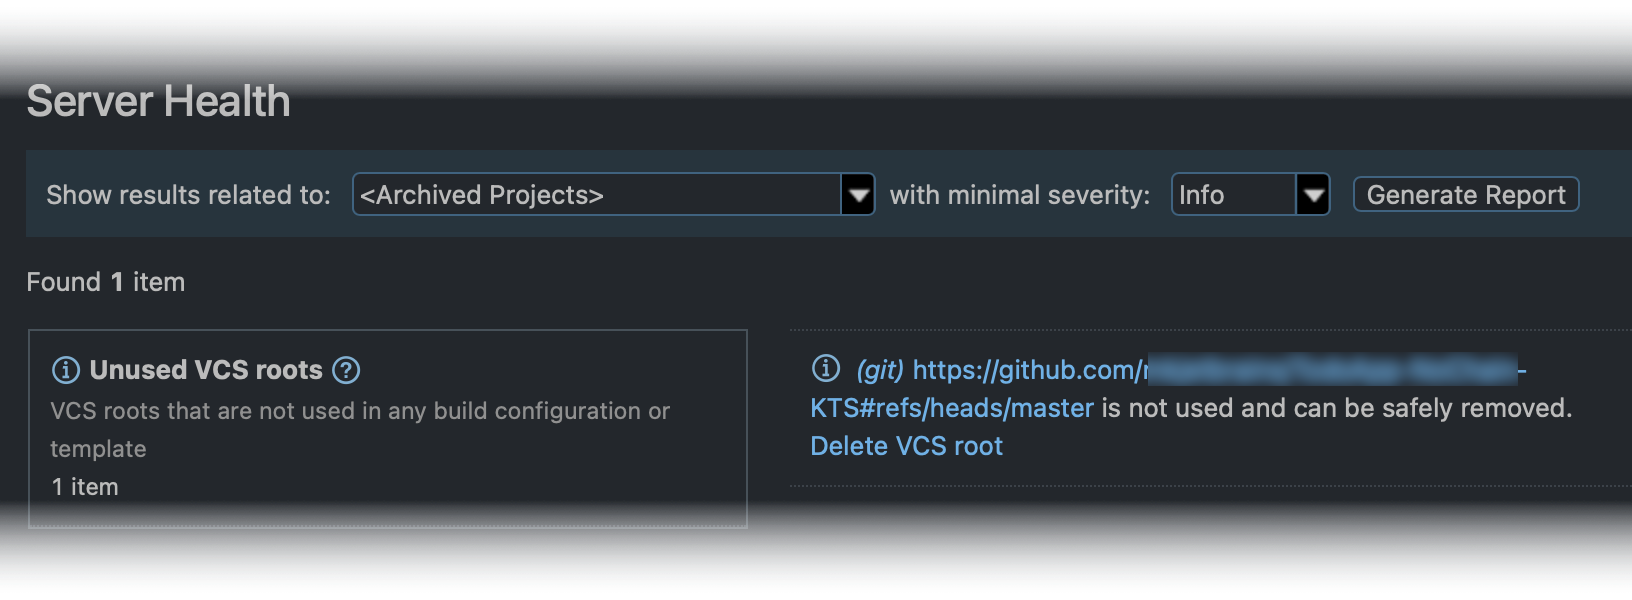 Server Health
Show results related to: <Archived Projects> with minimal severity: Info Generate Report
Found 1 item
Unused VCS roots
VCS roots that are not used in any build configuration or
template
1 item
(git) https://github.com/
KTS#refs/heads/master is not used and can be safely removed.
Delete VCS root